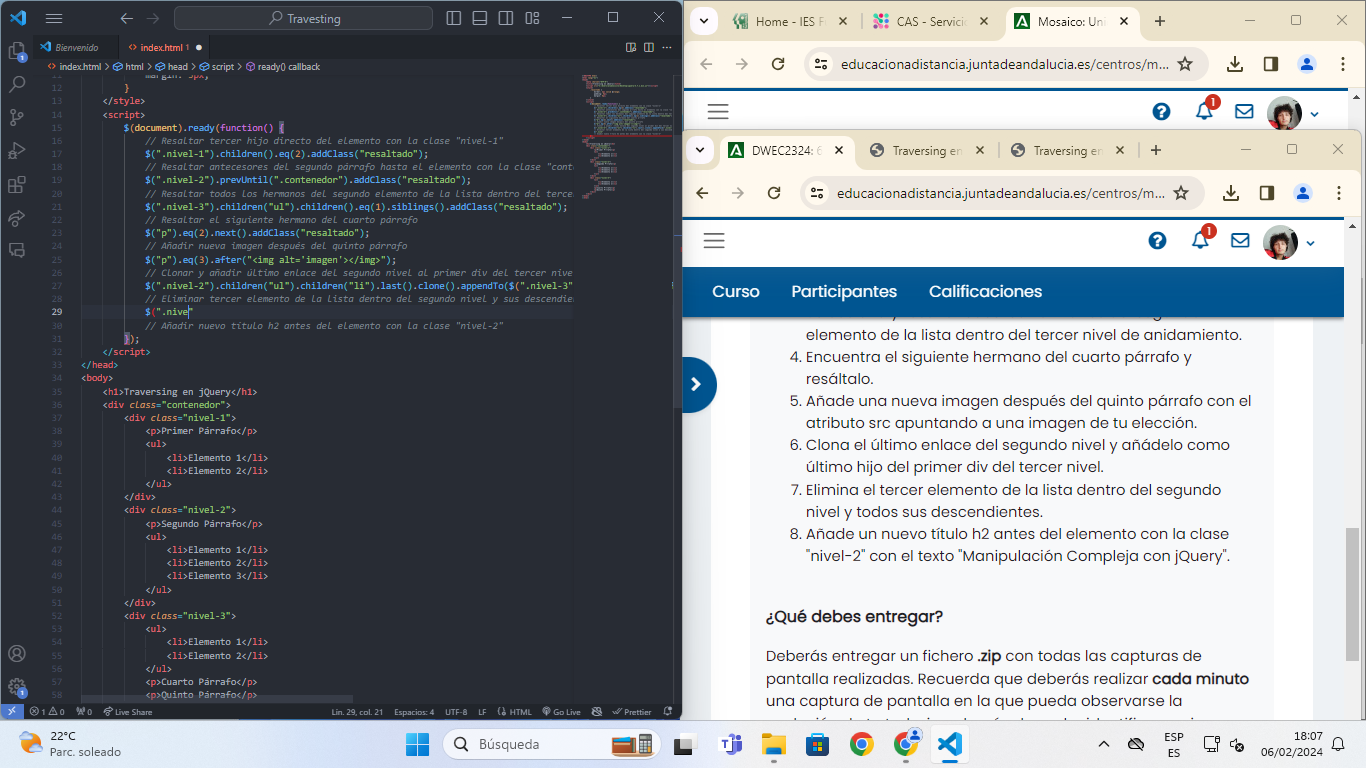 Travesting
Bienvenido
index.html 1
index.html > html > head > script > ready() callback
11 margin: 5px;
12 }
13 </style>
14 <script>
15 $(document).ready(function() {
16 // Resaltar tercer hijo directo del elemento con la clase "nivel-1"
17 $(".nivel-1").children().eq(2).addClass("resaltado");
18 // Resaltar antecesores del segundo párrafo hasta el elemento con la clase "cont
19 $(".nivel-2").prevUntil(".contenedor").addClass("resaltado");
20 // Resaltar todos los hermanos del segundo elemento de la lista dentro del terce
21 $(".nivel-3").children("ul").children().eq(1).siblings().addClass("resaltado");
22 // Resaltar el siguiente hermano del cuarto párrafo
23 $("p").eq(2).next().addClass("resaltado");
24 // Añadir nueva imagen después del quinto párrafo
25 $("p").eq(3).after("<img alt='imagen'></img>");
26 // Clonar y añadir último enlace del segundo nivel al primer div del tercer nive
27 $(".nivel-2").children("ul").children("li").last().clone().appendTo($(".nivel-3"
28 // Eliminar tercer elemento de la lista dentro del segundo nivel y sus descendie
29 $(".nive"
30 // Añadir nuevo título h2 antes del elemento con la clase "nivel-2"
31 });
32 </script>
33 </head>
34 <body>
35 <h1>Traversing en jQuery</h1>
36 <div class="contenedor">
37 <div class="nivel-1">
38 <p>Primer Párrafo</p>
39 <ul>
40 <li>Elemento 1</li>
41 <li>Elemento 2</li>
42 </ul>
43 </div>
44 <div class="nivel-2">
45 <p>Segundo Párrafo</p>
46 <ul>
47 <li>Elemento 1</li>
48 <li>Elemento 2</li>
49 <li>Elemento 3</li>
50 </ul>
51 </div>
52 <div class="nivel-3">
53 <ul>
54 <li>Elemento 1</li>
55 <li>Elemento 2</li>
56 </ul>
57 <p>Cuarto Párrafo</p>
58 <p>Quinto Párrafo</p>
1
1
1 0 0 Live Share
Lín. 29, col. 21 Espacios: 4 UTF-8 LF HTML Go Live Prettier
Home - IES F
CAS - Servici
Mosaico: Uni
educacionadistancia.juntadeandalucia.es/centros/m...
1
DWEC2324: 6
Traversing en
Traversing en
educacionadistancia.juntadeandalucia.es/centros/m...
1
Curso Participantes Calificaciones
elemento de la lista dentro del tercer nivel de anidamiento.
4. Encuentra el siguiente hermano del cuarto párrafo y
resáltalo.
5. Añade una nueva imagen después del quinto párrafo con el
atributo src apuntando a una imagen de tu elección.
6. Clona el último enlace del segundo nivel y añádelo como
último hijo del primer div del tercer nivel.
7. Elimina el tercer elemento de la lista dentro del segundo
nivel y todos sus descendientes.
8. Añade un nuevo título h2 antes del elemento con la clase
"nivel-2" con el texto "Manipulación Compleja con jQuery".
¿Qué debes entregar?
Deberás entregar un fichero .zip con todas las capturas de
pantalla realizadas. Recuerda que deberás realizar cada minuto
una captura de pantalla en la que pueda observarse la
22°C
Parc. soleado
Búsqueda
ESP
ES
18:07
06/02/2024